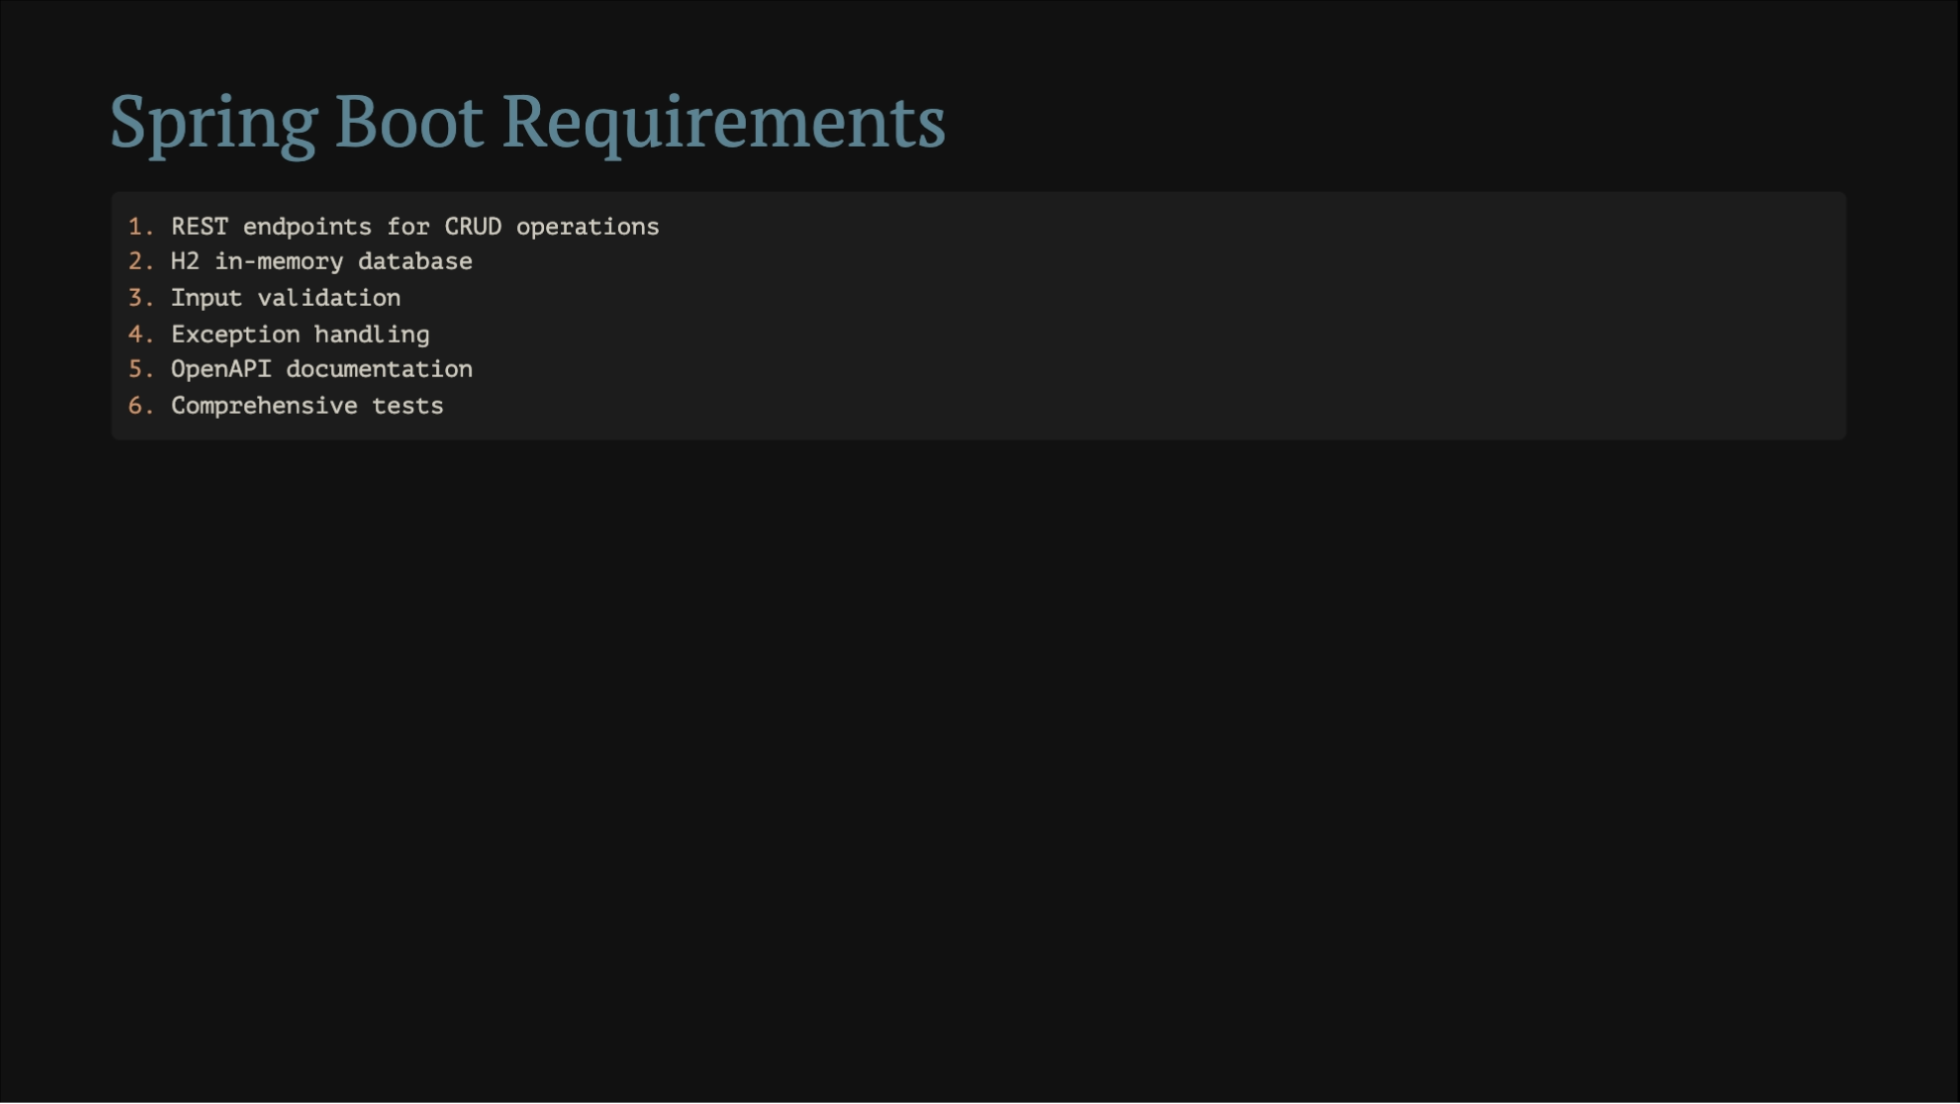 Spring Boot Requirements
1. REST endpoints for CRUD operations
2. H2 in-memory database
3. Input validation
4. Exception handling
5. OpenAPI documentation
6. Comprehensive tests